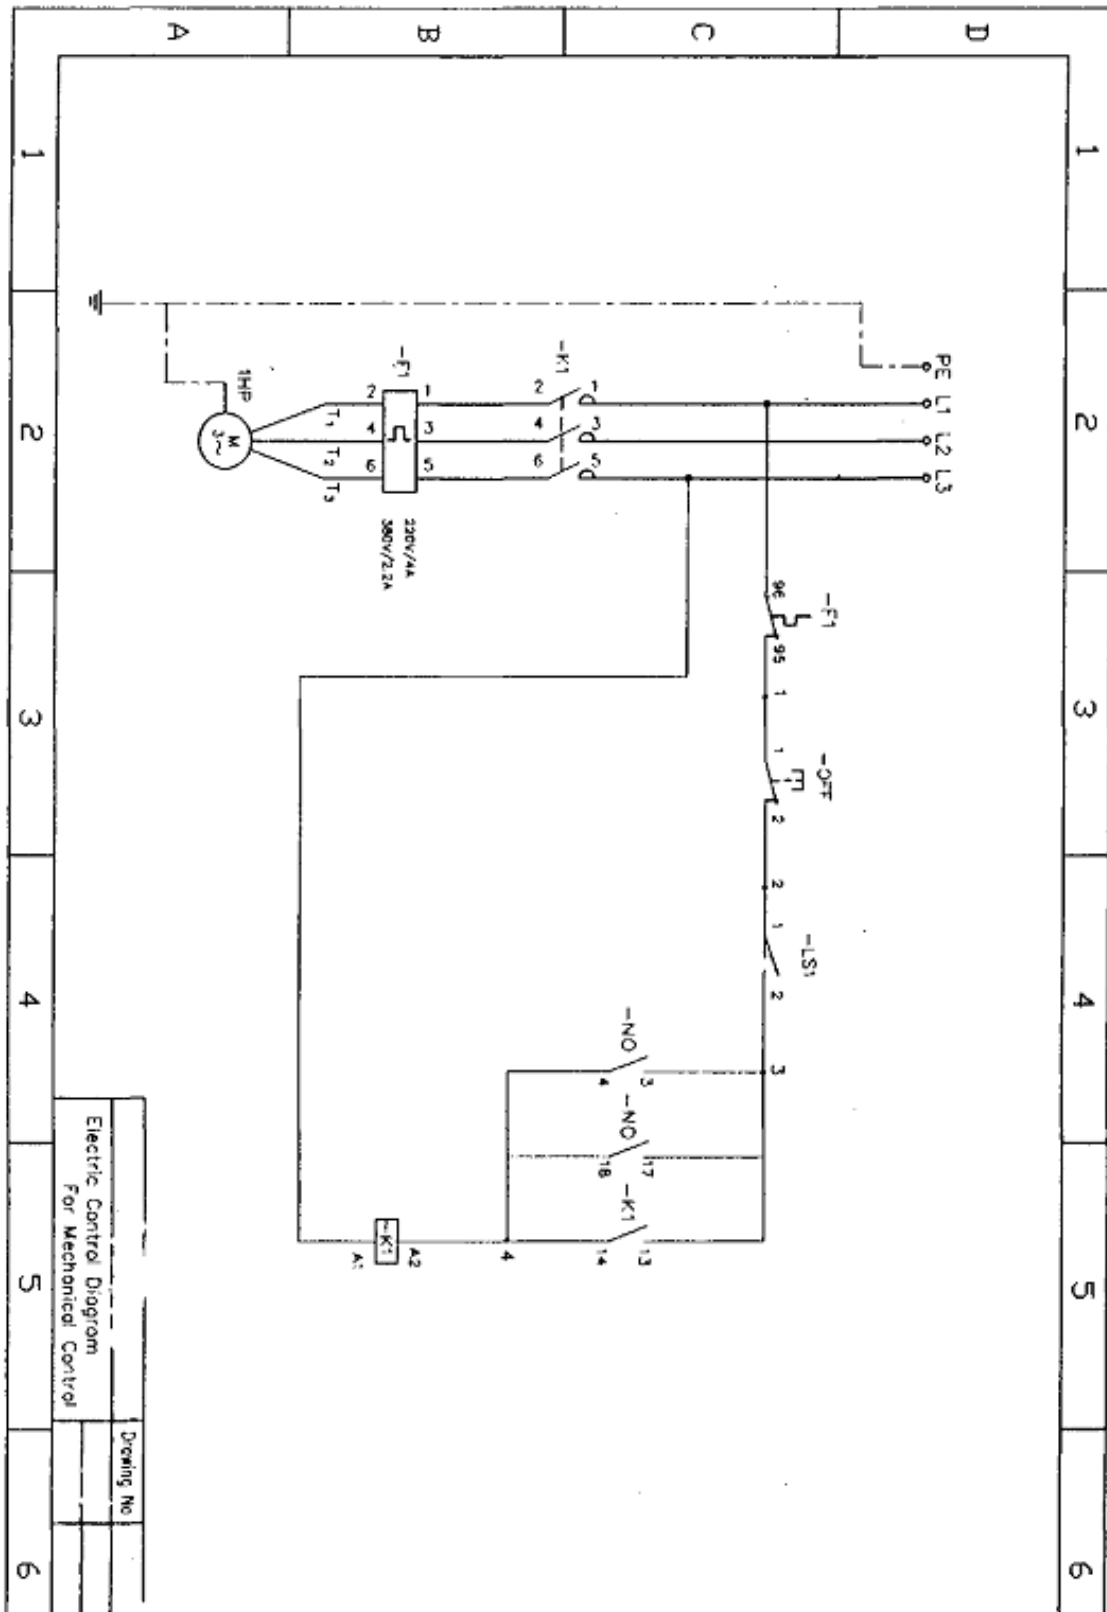 A
B
C
D
1
2
3
4
5
6
1
2
3
4
5
6
PE
L1
L2
L3
-K1
1
3
5
2
4
6
-F1
1
3
5
2
4
6
220V/4A
380V/2.2A
T1
T2
T3
1HP
M
3~
-F1
96
95
1
-OFF
1
2
2
-LS1
1
2
3
-NO
3
4
-NO
17
18
-K1
13
14
4
-K1
A2
A1
Electric Control Diagram
For Mechanical Control
Drawing No